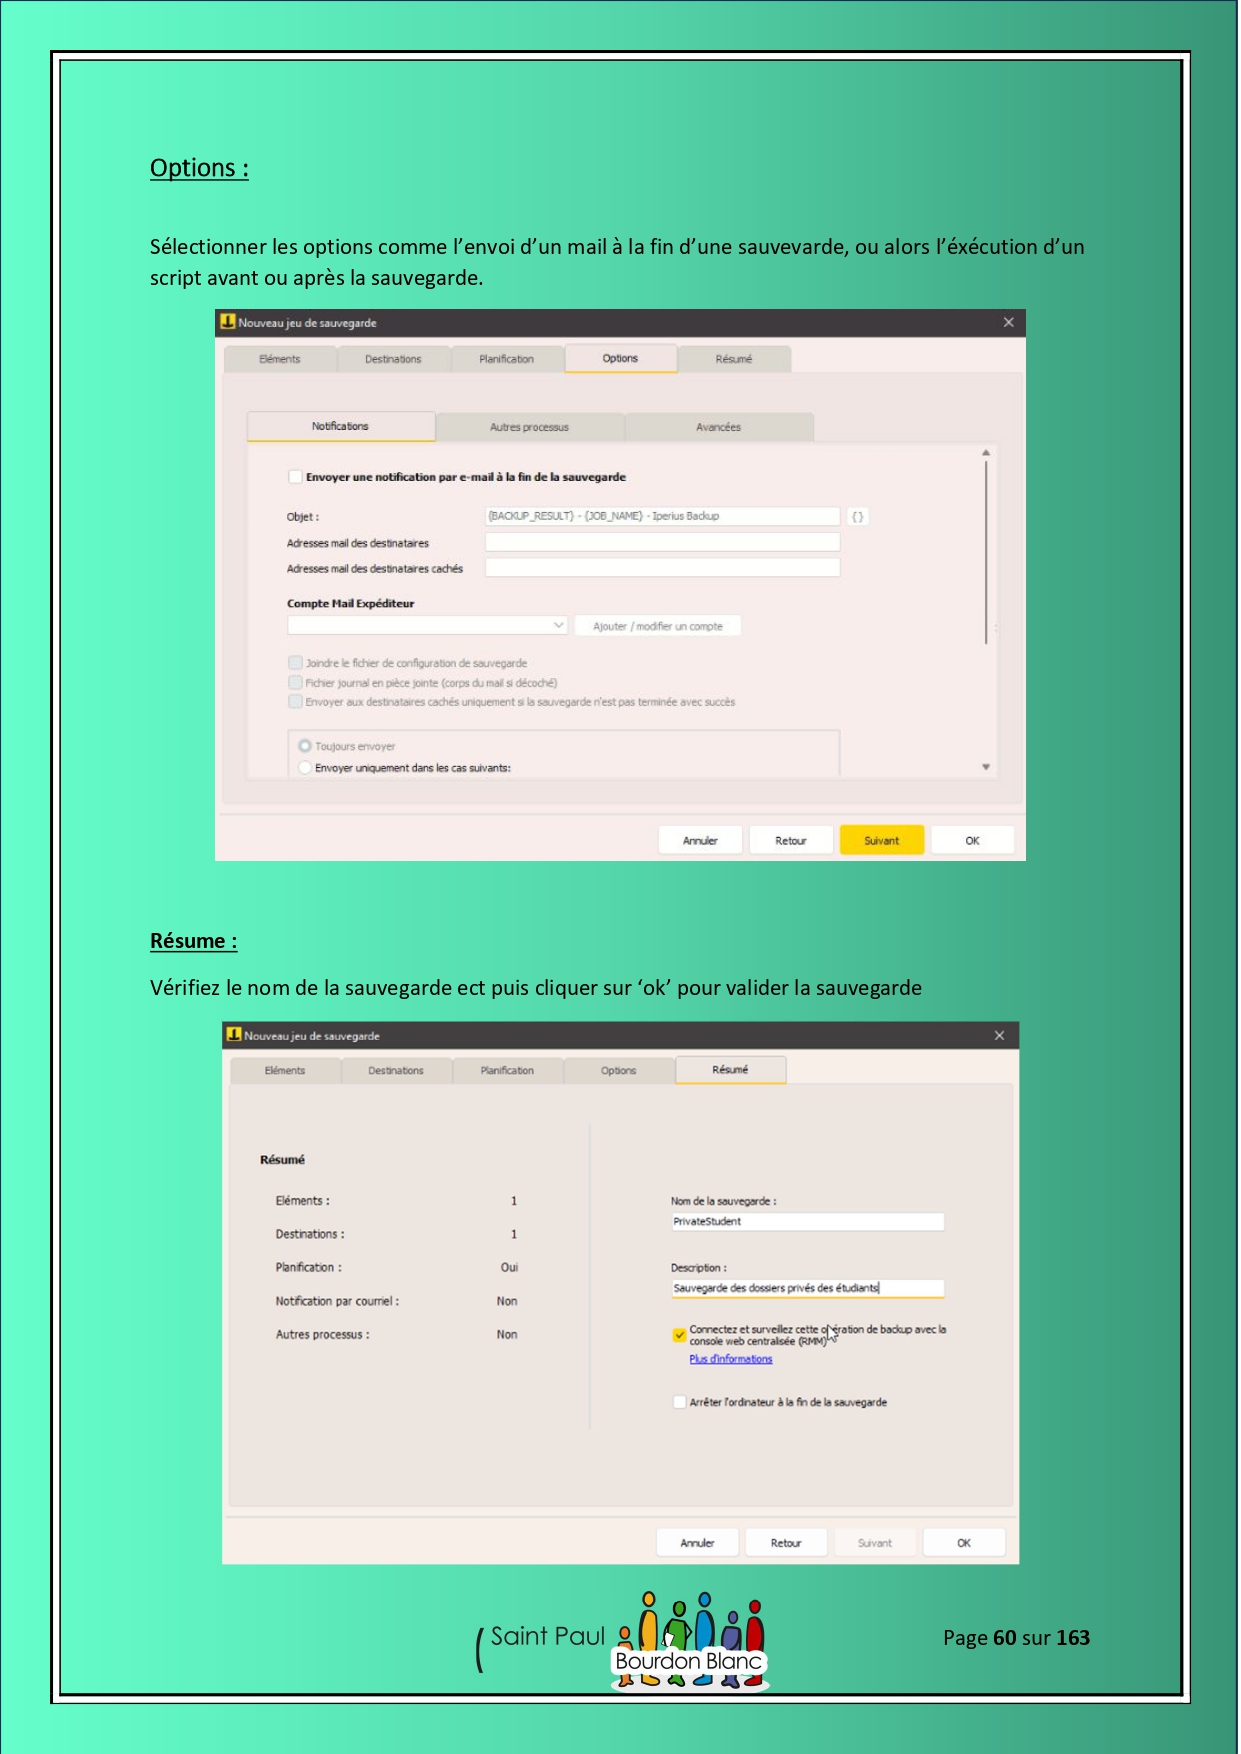 Options :
Sélectionner les options comme l’envoi d’un mail à la fin d’une sauvevarde, ou alors l’éxécution d’un
script avant ou après la sauvegarde.
Nouveau jeu de sauvegarde
Eléments Destinations Planification Options Résumé
Notifications Autres processus Avancées
Envoyer une notification par e-mail à la fin de la sauvegarde
Objet : {BACKUP_RESULT} - {JOB_NAME} - Iperius Backup {}
Adresses mail des destinataires
Adresses mail des destinataires cachés
Compte Mail Expéditeur
Ajouter / modifier un compte
Joindre le fichier de configuration de sauvegarde
Fichier journal en pièce jointe (corps du mail si décoché)
Envoyer aux destinataires cachés uniquement si la sauvegarde n'est pas terminée avec succès
Toujours envoyer
Envoyer uniquement dans les cas suivants:
Annuler Retour Suivant OK
Résume :
Vérifiez le nom de la sauvegarde ect puis cliquer sur ‘ok’ pour valider la sauvegarde
Nouveau jeu de sauvegarde
Eléments Destinations Planification Options Résumé
Résumé
Eléments : 1
Destinations : 1
Planification : Oui
Notification par courriel : Non
Autres processus : Non
Nom de la sauvegarde :
PrivateStudent
Description :
Sauvegarde des dossiers privés des étudiants
Connectez et surveillez cette opération de backup avec la
console web centralisée (RMM)
Plus d'informations
Arrêter l'ordinateur à la fin de la sauvegarde
Annuler Retour Suivant OK
Saint Paul
Bourdon Blanc
Page 60 sur 163